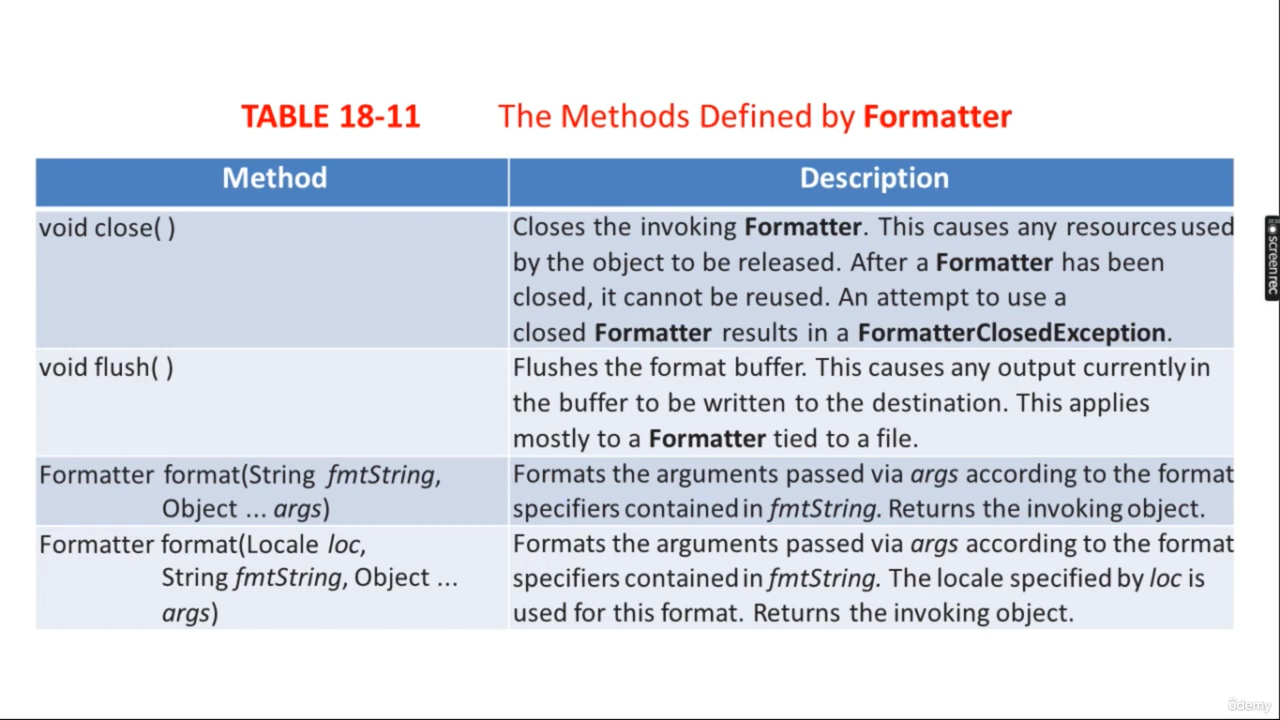 TABLE 18-11 The Methods Defined by Formatter
Method Description
void close( )
Closes the invoking Formatter. This causes any resources used
by the object to be released. After a Formatter has been
closed, it cannot be reused. An attempt to use a
closed Formatter results in a FormatterClosedException.
void flush( )
Flushes the format buffer. This causes any output currently in
the buffer to be written to the destination. This applies
mostly to a Formatter tied to a file.
Formatter format(String fmtString,
Object ... args)
Formats the arguments passed via args according to the format
specifiers contained in fmtString. Returns the invoking object.
Formatter format(Locale loc,
String fmtString, Object ...
args)
Formats the arguments passed via args according to the format
specifiers contained in fmtString. The locale specified by loc is
used for this format. Returns the invoking object.
screenrec
ûdemy